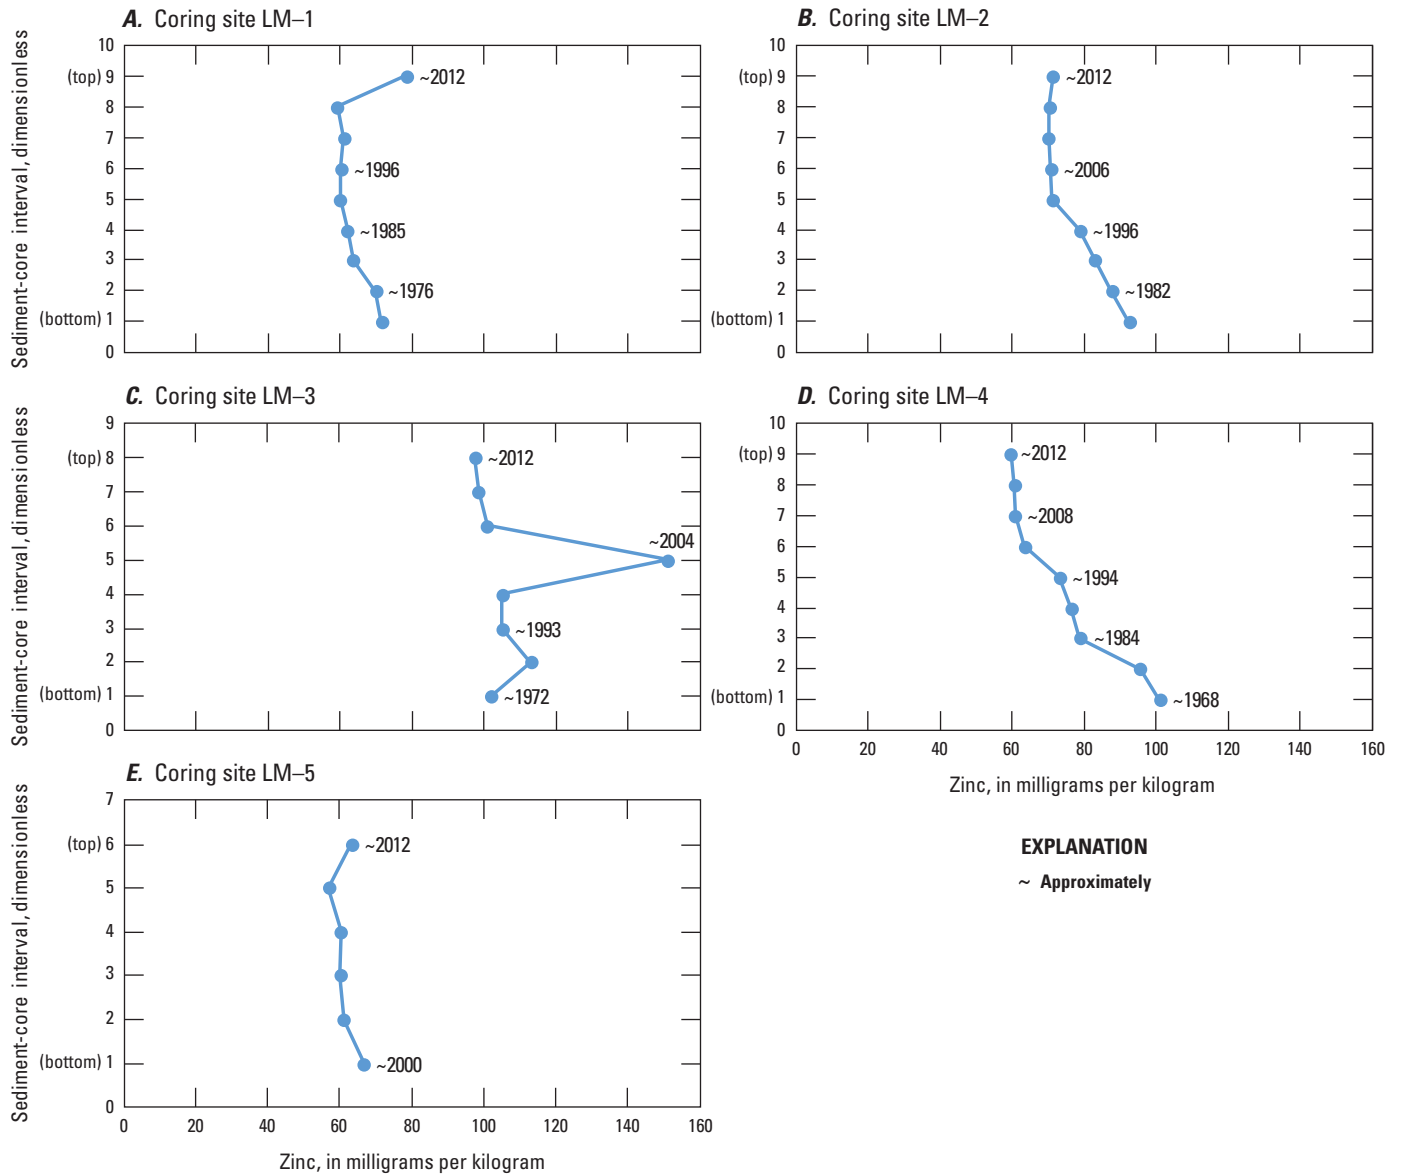 A. Coring site LM–1
Sediment-core interval, dimensionless
10
(top) 9
8
7
6
5
4
3
2
(bottom) 1
0
~2012
~1996
~1985
~1976
B. Coring site LM–2
10
(top) 9
8
7
6
5
4
3
2
(bottom) 1
0
~2012
~2006
~1996
~1982
C. Coring site LM–3
Sediment-core interval, dimensionless
9
(top) 8
7
6
5
4
3
2
(bottom) 1
0
~2012
~2004
~1993
~1972
D. Coring site LM–4
10
(top) 9
8
7
6
5
4
3
2
(bottom) 1
0
~2012
~2008
~1994
~1984
~1968
0 20 40 60 80 100 120 140 160
Zinc, in milligrams per kilogram
E. Coring site LM–5
Sediment-core interval, dimensionless
7
(top) 6
5
4
3
2
(bottom) 1
0
~2012
~2000
0 20 40 60 80 100 120 140 160
Zinc, in milligrams per kilogram
EXPLANATION
~ Approximately